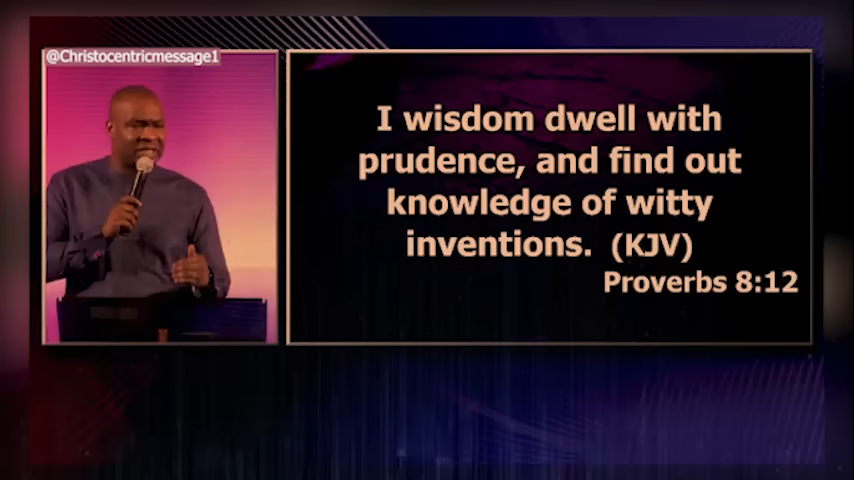 @Christocentricmessage1
I wisdom dwell with
prudence, and find out
knowledge of witty
inventions. (KJV)
Proverbs 8:12